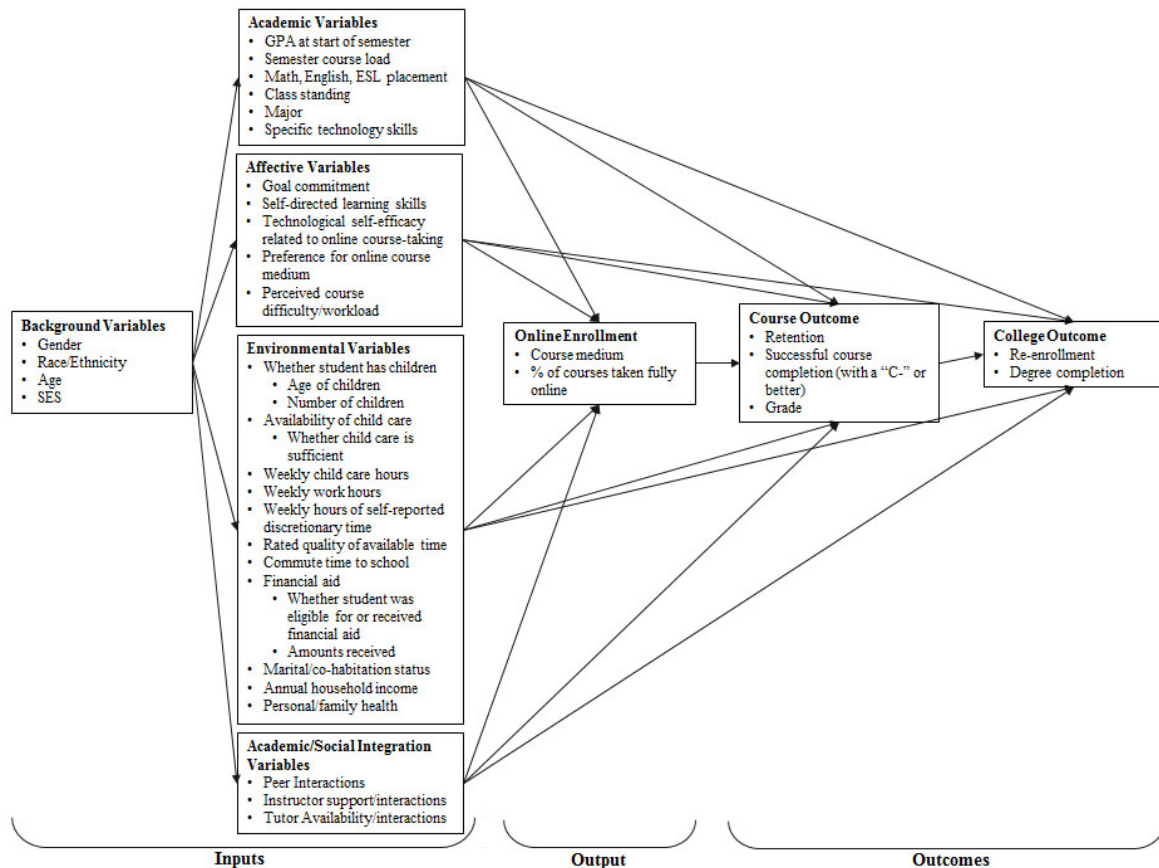 Academic Variables
• GPA at start of semester
• Semester course load
• Math, English, ESL placement
• Class standing
• Major
• Specific technology skills
Affective Variables
• Goal commitment
• Self-directed learning skills
• Technological self-efficacy
related to online course-taking
• Preference for online course
medium
• Perceived course
difficulty/workload
Background Variables
• Gender
• Race/Ethnicity
• Age
• SES
Environmental Variables
• Whether student has children
• Age of children
• Number of children
• Availability of child care
• Whether child care is
sufficient
• Weekly child care hours
• Weekly work hours
• Weekly hours of self-reported
discretionary time
• Rated quality of available time
• Commute time to school
• Financial aid
• Whether student was
eligible for or received
financial aid
• Amounts received
• Marital/co-habitation status
• Annual household income
• Personal/family health
Academic/Social Integration
Variables
• Peer Interactions
• Instructor support/interactions
• Tutor Availability/interactions
Online Enrollment
• Course medium
• % of courses taken fully
online
Course Outcome
• Retention
• Successful course
completion (with a “C-” or
better)
• Grade
College Outcome
• Re-enrollment
• Degree completion
Inputs
Output
Outcomes